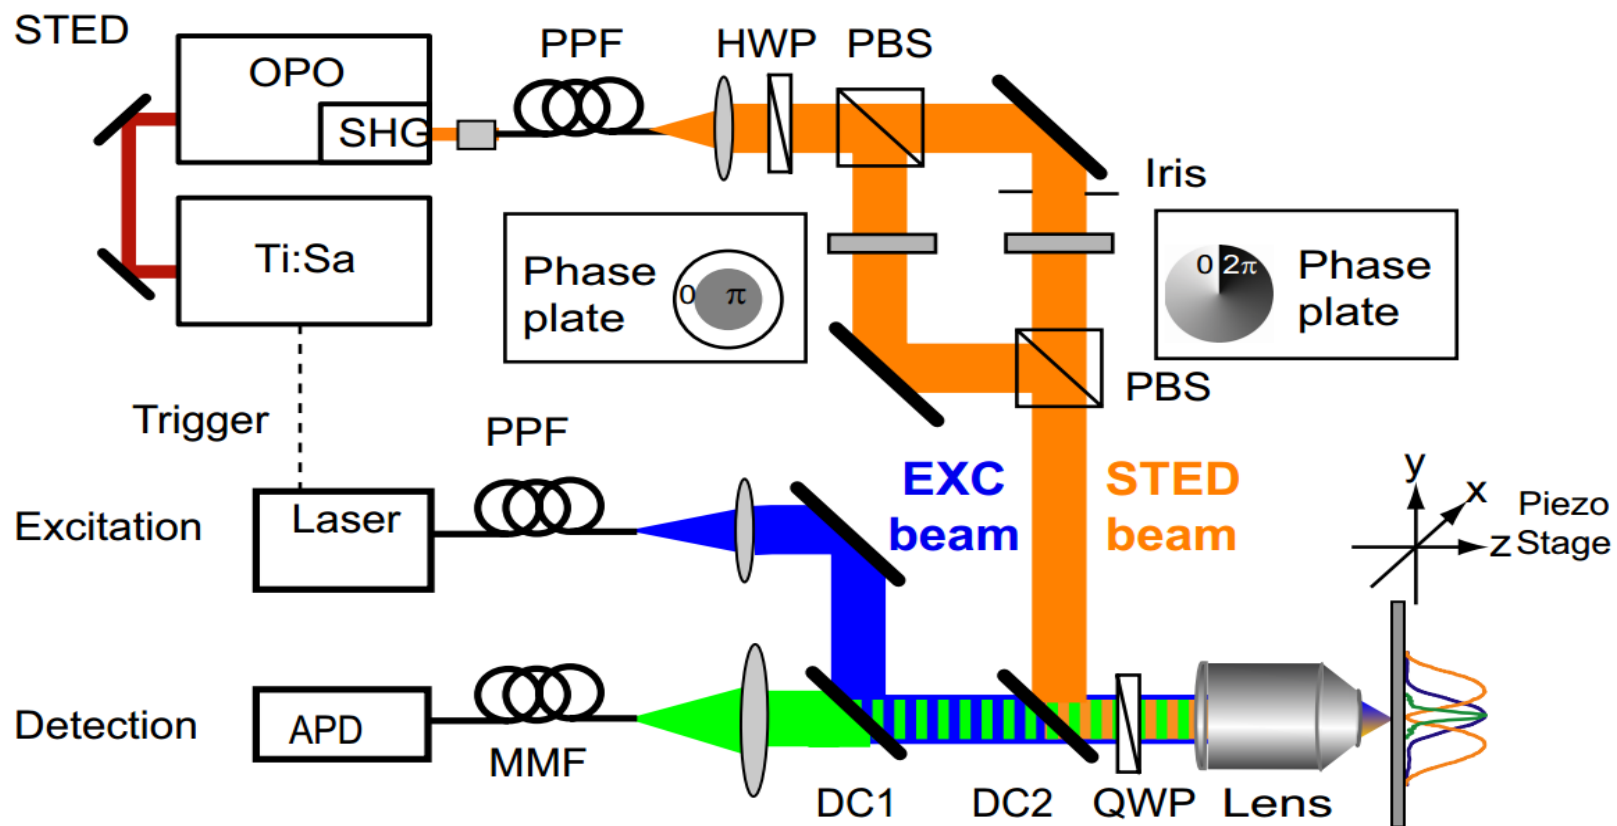 STED
OPO
SHG
PPF
HWP
PBS
Iris
Ti:Sa
Phase
plate
0
π
0
2π
Phase
plate
PBS
Trigger
PPF
EXC
beam
STED
beam
y
x
z
Piezo
Stage
Excitation
Laser
Detection
APD
MMF
DC1
DC2
QWP
Lens